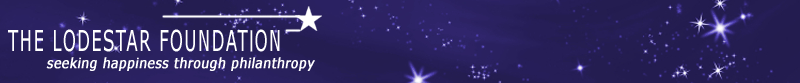 THE LODESTAR FOUNDATION
seeking happiness through philanthropy